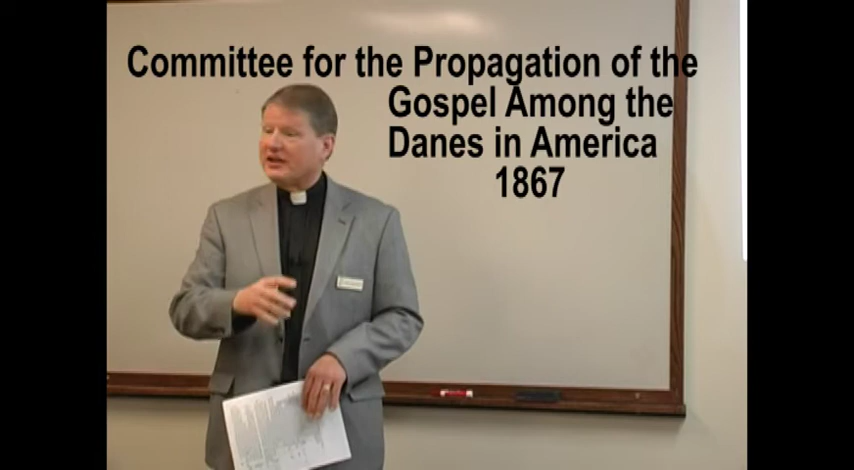 Committee for the Propagation of the
Gospel Among the
Danes in America
1867